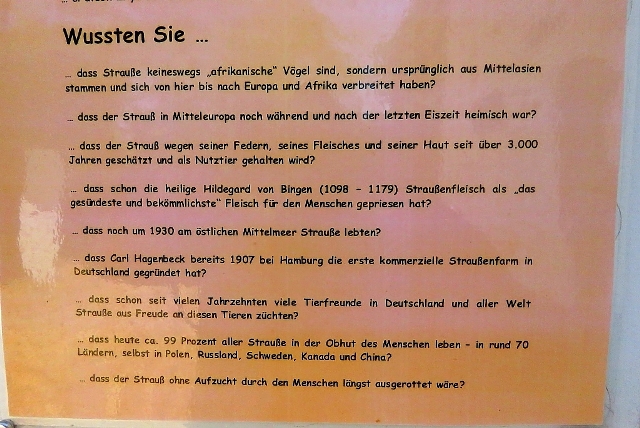 Wussten Sie ...
... dass Strauße keineswegs „afrikanische" Vögel sind, sondern ursprünglich aus Mittelasien
stammen und sich von hier bis nach Europa und Afrika verbreitet haben?
... dass der Strauß in Mitteleuropa noch während und nach der letzten Eiszeit heimisch war?
... dass der Strauß wegen seiner Federn, seines Fleisches und seiner Haut seit über 3.000
Jahren geschätzt und als Nutztier gehalten wird?
... dass schon die heilige Hildegard von Bingen (1098 – 1179) Straußenfleisch als „das
gesündeste und bekömmlichste" Fleisch für den Menschen gepriesen hat?
... dass noch um 1930 am östlichen Mittelmeer Strauße lebten?
... dass Carl Hagenbeck bereits 1907 bei Hamburg die erste kommerzielle Straußenfarm in
Deutschland gegründet hat?
... dass schon seit vielen Jahrzehnten viele Tierfreunde in Deutschland und aller Welt
Strauße aus Freude an diesen Tieren züchten?
... dass heute ca. 99 Prozent aller Strauße in der Obhut des Menschen leben – in rund 70
Ländern, selbst in Polen, Russland, Schweden, Kanada und China?
... dass der Strauß ohne Aufzucht durch den Menschen längst ausgerottet wäre?